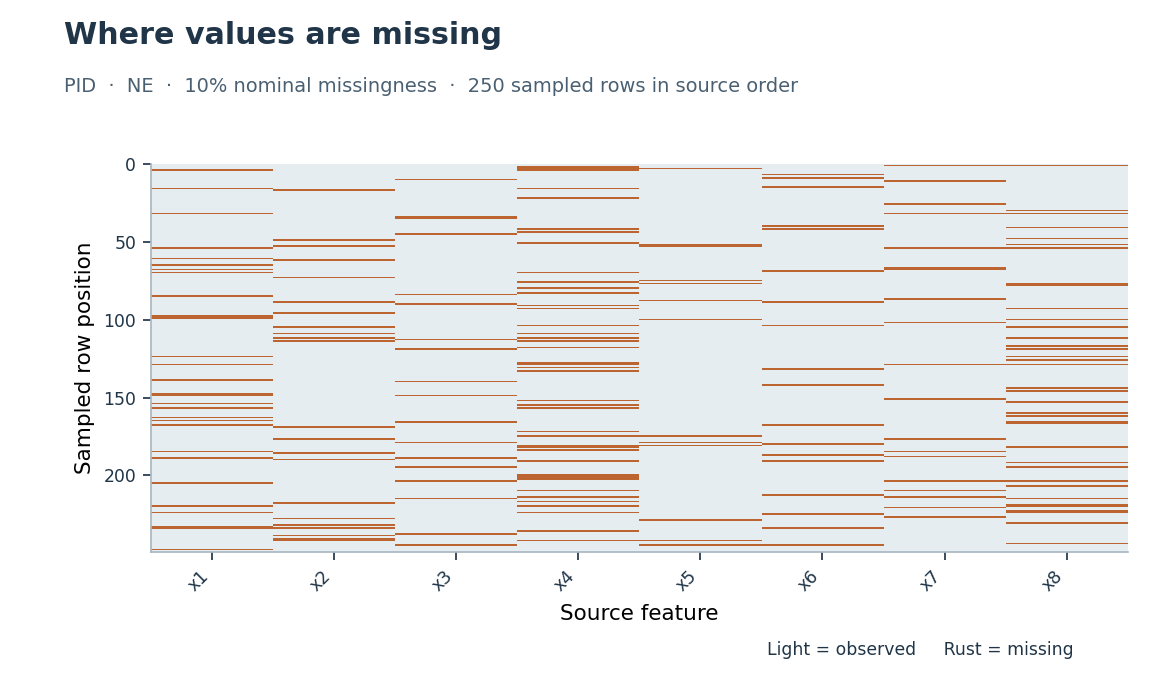 Where values are missing
PID · NE · 10% nominal missingness · 250 sampled rows in source order
0
50
100
150
200
Sampled row position
x1 x2 x3 x4 x5 x6 x7 x8
Source feature
Light = observed Rust = missing